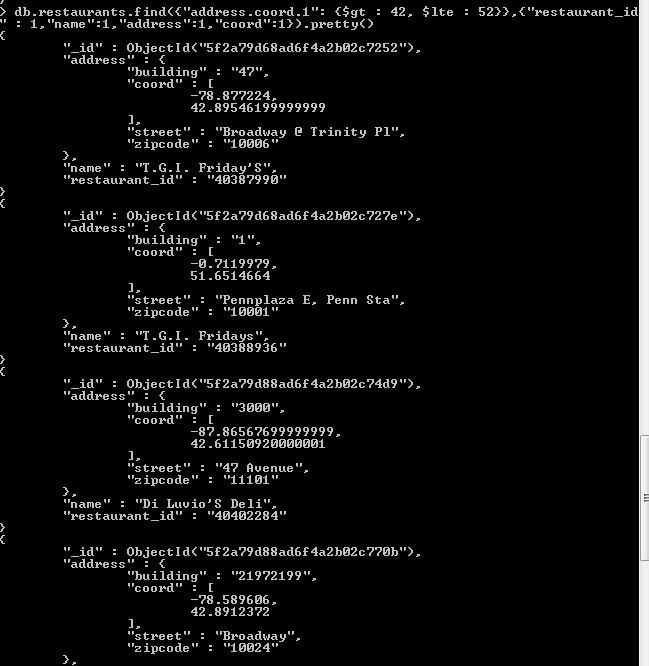 > db.restaurants.find({"address.coord.1": {$gt : 42, $lte : 52}},{"restaurant_id
" : 1,"name":1,"address":1,"coord":1}).pretty()
{
"_id" : ObjectId("5f2a79d68ad6f4a2b02c7252"),
"address" : {
"building" : "47",
"coord" : [
-78.877224,
42.89546199999999
],
"street" : "Broadway @ Trinity Pl",
"zipcode" : "10006"
},
"name" : "T.G.I. Friday'S",
"restaurant_id" : "40387990"
}
{
"_id" : ObjectId("5f2a79d68ad6f4a2b02c727e"),
"address" : {
"building" : "1",
"coord" : [
-0.7119979,
51.6514664
],
"street" : "Pennplaza E, Penn Sta",
"zipcode" : "10001"
},
"name" : "T.G.I. Fridays",
"restaurant_id" : "40388936"
}
{
"_id" : ObjectId("5f2a79d88ad6f4a2b02c74d9"),
"address" : {
"building" : "3000",
"coord" : [
-87.86567699999999,
42.61150920000001
],
"street" : "47 Avenue",
"zipcode" : "11101"
},
"name" : "Di Luvio'S Deli",
"restaurant_id" : "40402284"
}
{
"_id" : ObjectId("5f2a79d88ad6f4a2b02c770b"),
"address" : {
"building" : "21972199",
"coord" : [
-78.589606,
42.8912372
],
"street" : "Broadway",
"zipcode" : "10024"
},